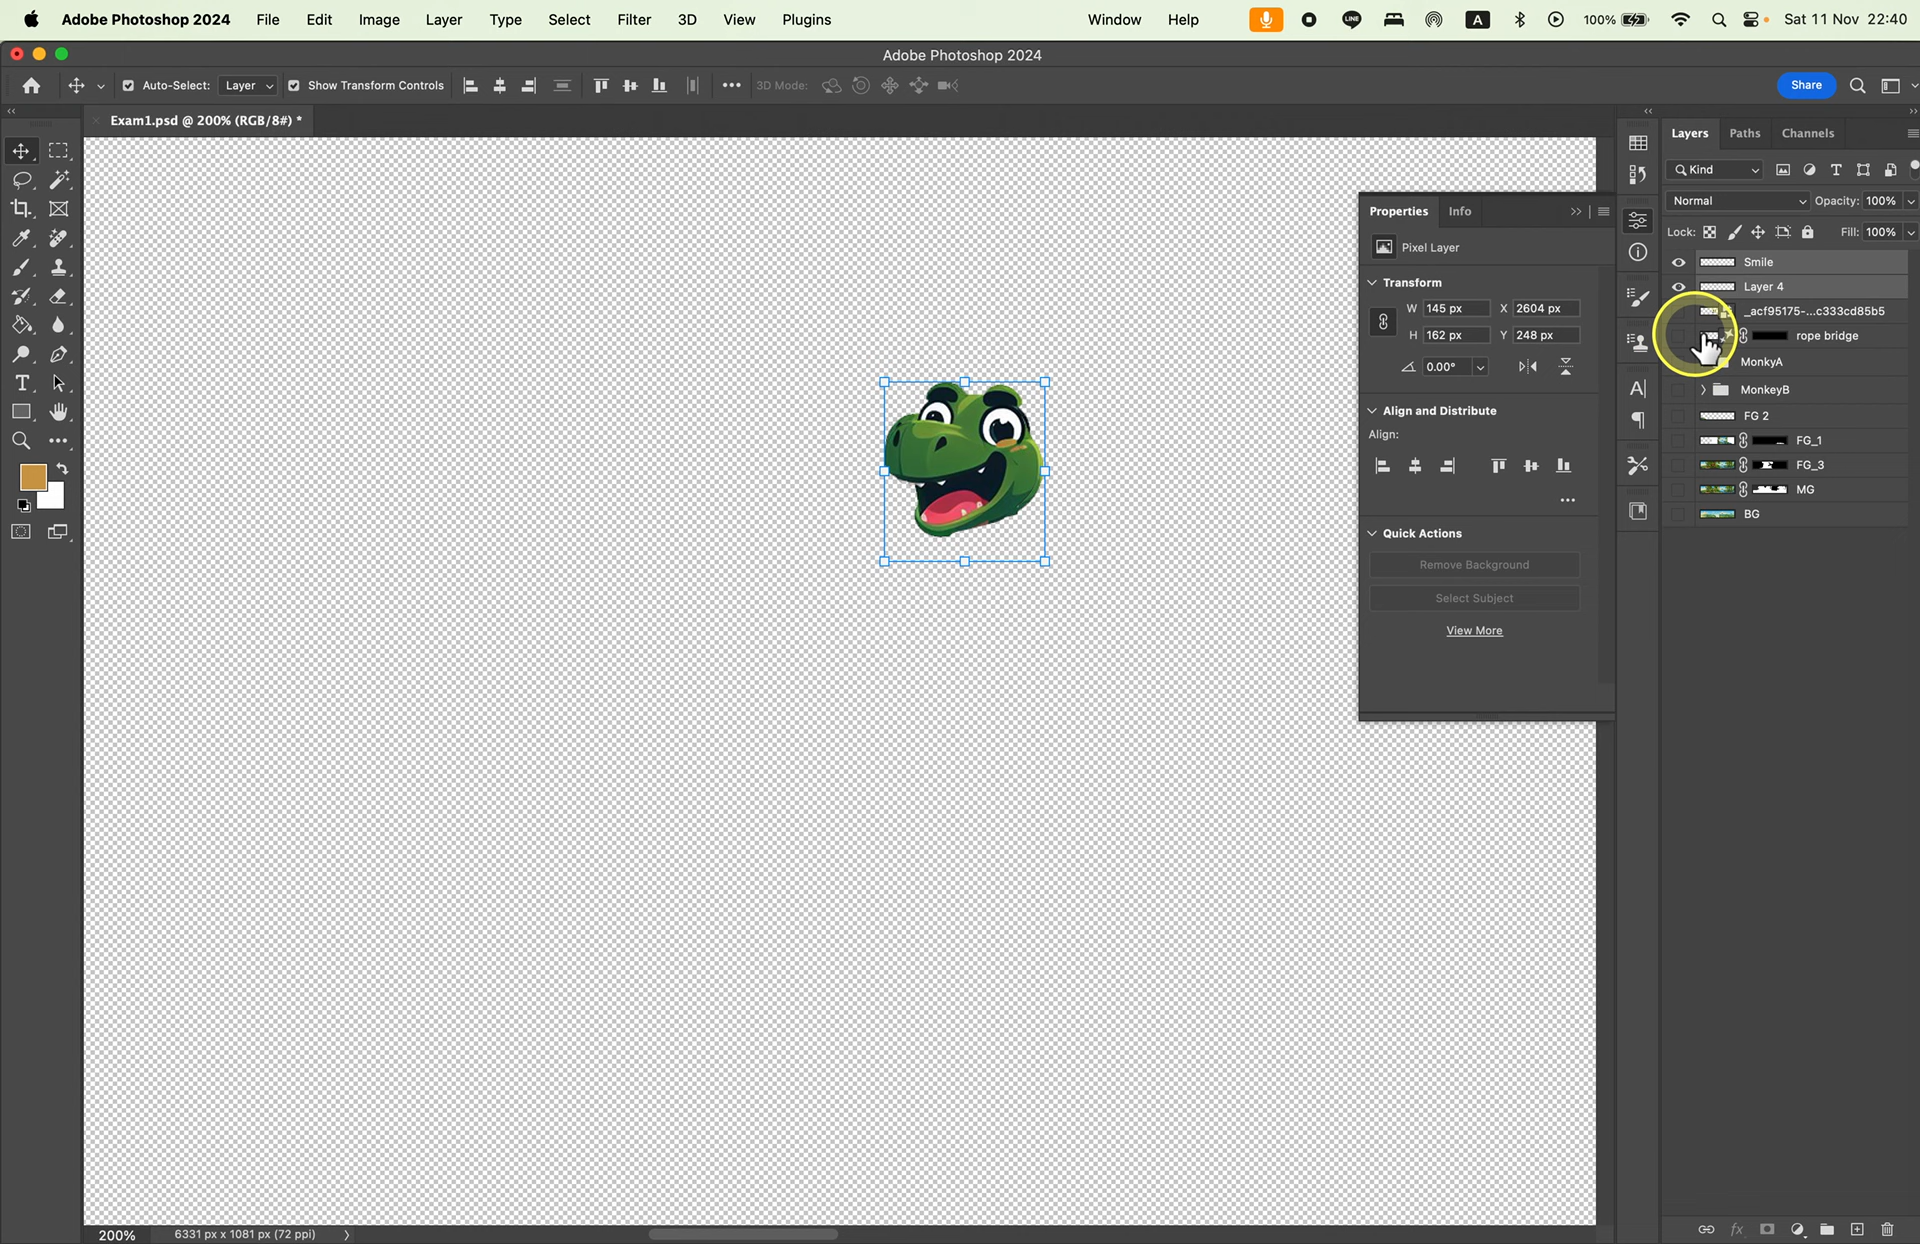 Adobe Photoshop 2024 File Edit Image Layer Type Select Filter 3D View Plugins Window Help LINE A 100% Sat 11 Nov 22:40
Adobe Photoshop 2024
Auto-Select: Layer Show Transform Controls 3D Mode: Share
Exam1.psd @ 200% (RGB/8#) *
Layers Paths Channels
Kind
Normal Opacity: 100%
Lock: Fill: 100%
Smile
Layer 4
_acf95175-...c333cd85b5
rope bridge
MonkyA
MonkeyB
FG 2
FG_1
FG_3
MG
BG
Properties Info
Pixel Layer
Transform
W 145 px X 2604 px
H 162 px Y 248 px
0.00°
Align and Distribute
Align:
Quick Actions
Remove Background
Select Subject
View More
200% 6331 px x 1081 px (72 ppi)
fx